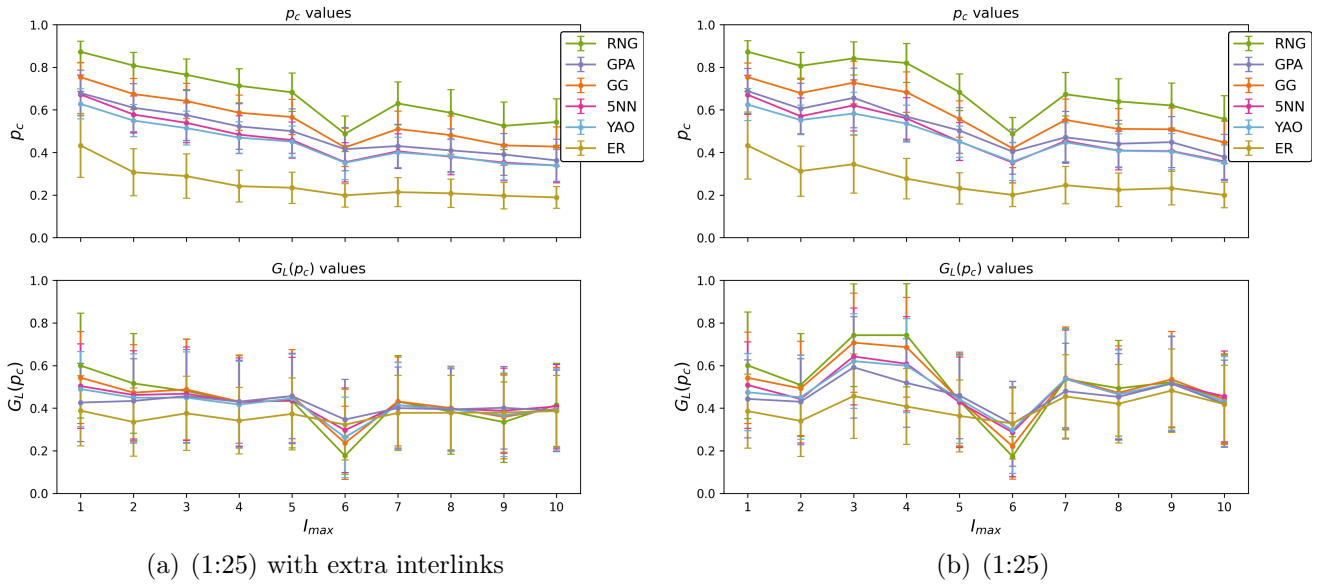 p_c values
1.0
0.8
0.6
0.4
0.2
0.0
p_c
RNG
GPA
GG
5NN
YAO
ER
G_L(p_c) values
1.0
0.8
0.6
0.4
0.2
0.0
G_L(p_c)
1 2 3 4 5 6 7 8 9 10
I_max
(a) (1:25) with extra interlinks
p_c values
1.0
0.8
0.6
0.4
0.2
0.0
p_c
RNG
GPA
GG
5NN
YAO
ER
G_L(p_c) values
1.0
0.8
0.6
0.4
0.2
0.0
G_L(p_c)
1 2 3 4 5 6 7 8 9 10
I_max
(b) (1:25)